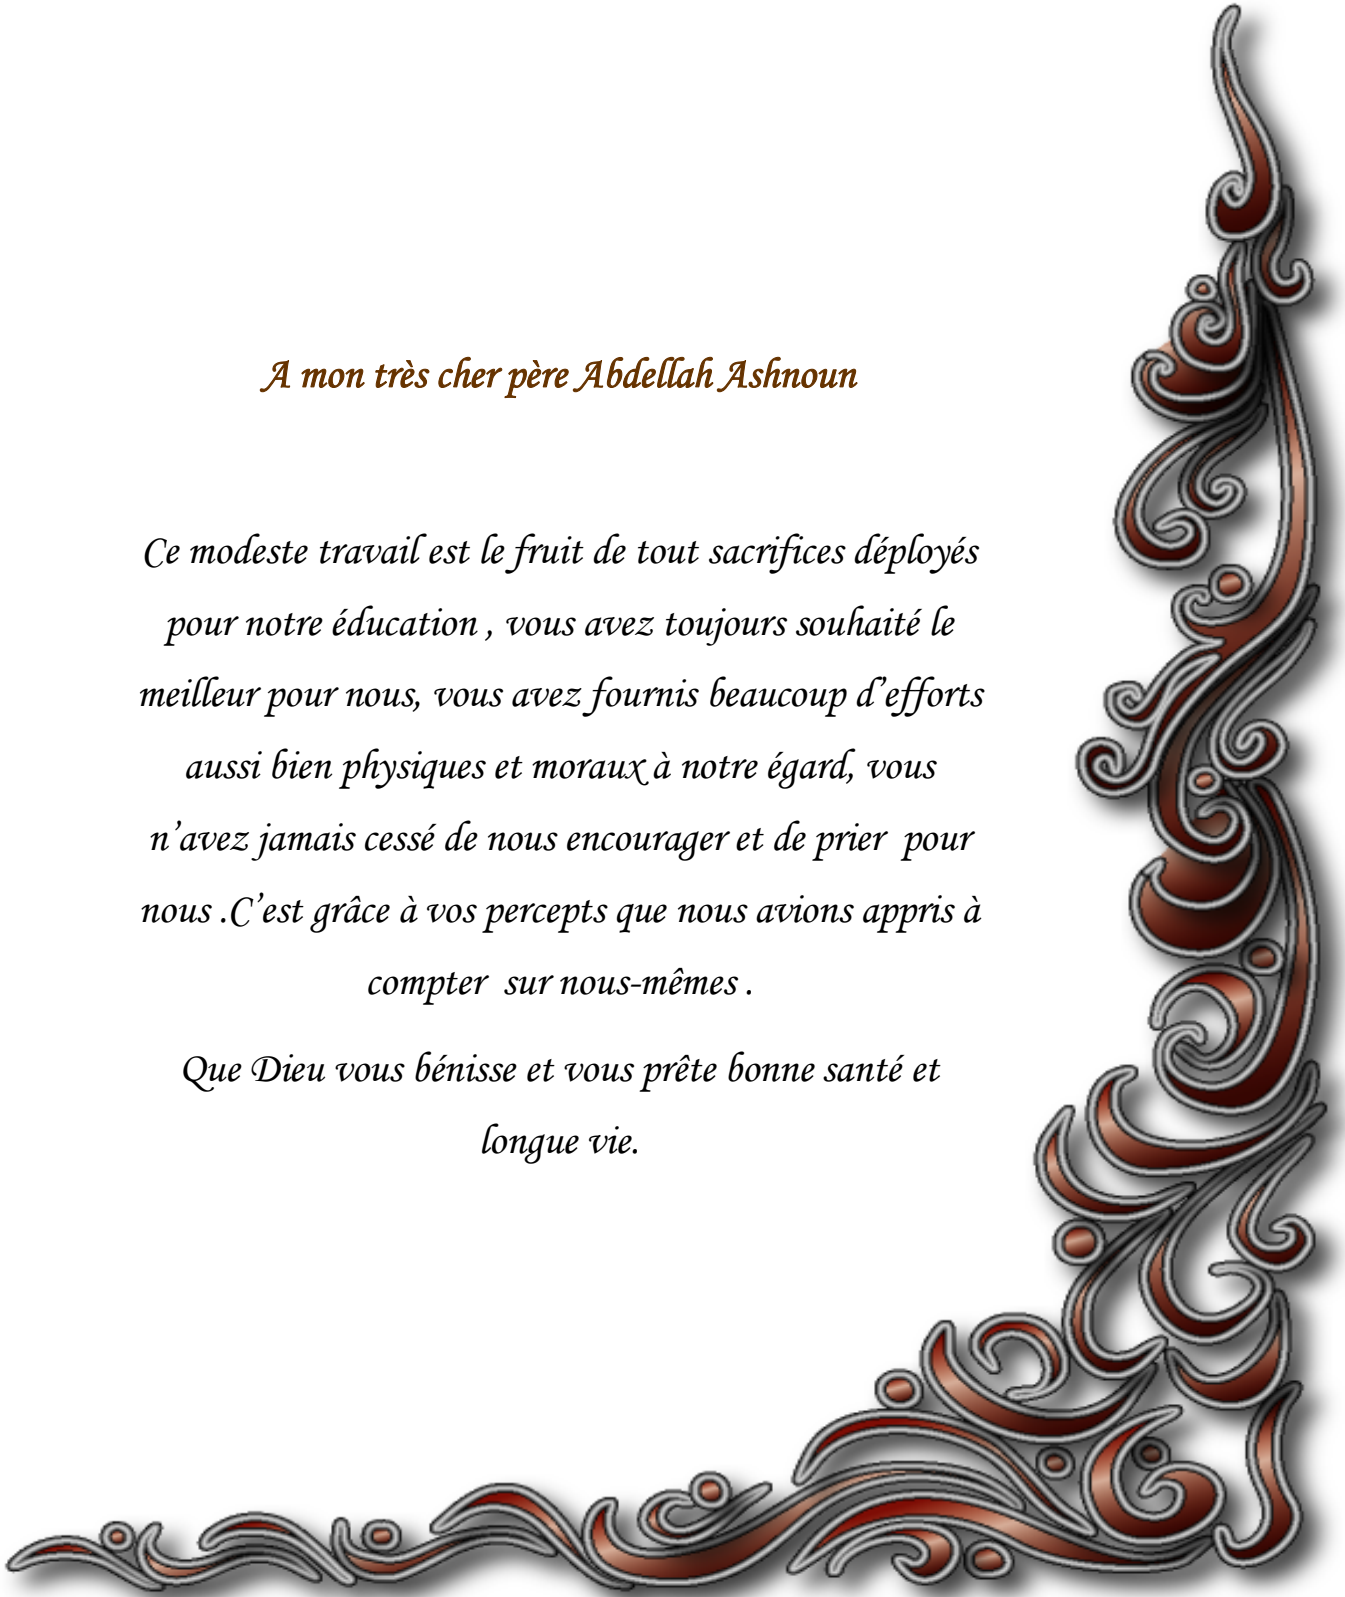 A mon très cher père Abdellah Ashnoun
Ce modeste travail est le fruit de tout sacrifices déployés
pour notre éducation , vous avez toujours souhaité le
meilleur pour nous, vous avez fournis beaucoup d’efforts
aussi bien physiques et moraux à notre égard, vous
n’avez jamais cessé de nous encourager et de prier  pour
nous .C’est grâce à vos percepts que nous avions appris à
compter  sur nous-mêmes .
Que Dieu vous bénisse et vous prête bonne santé et
longue vie.